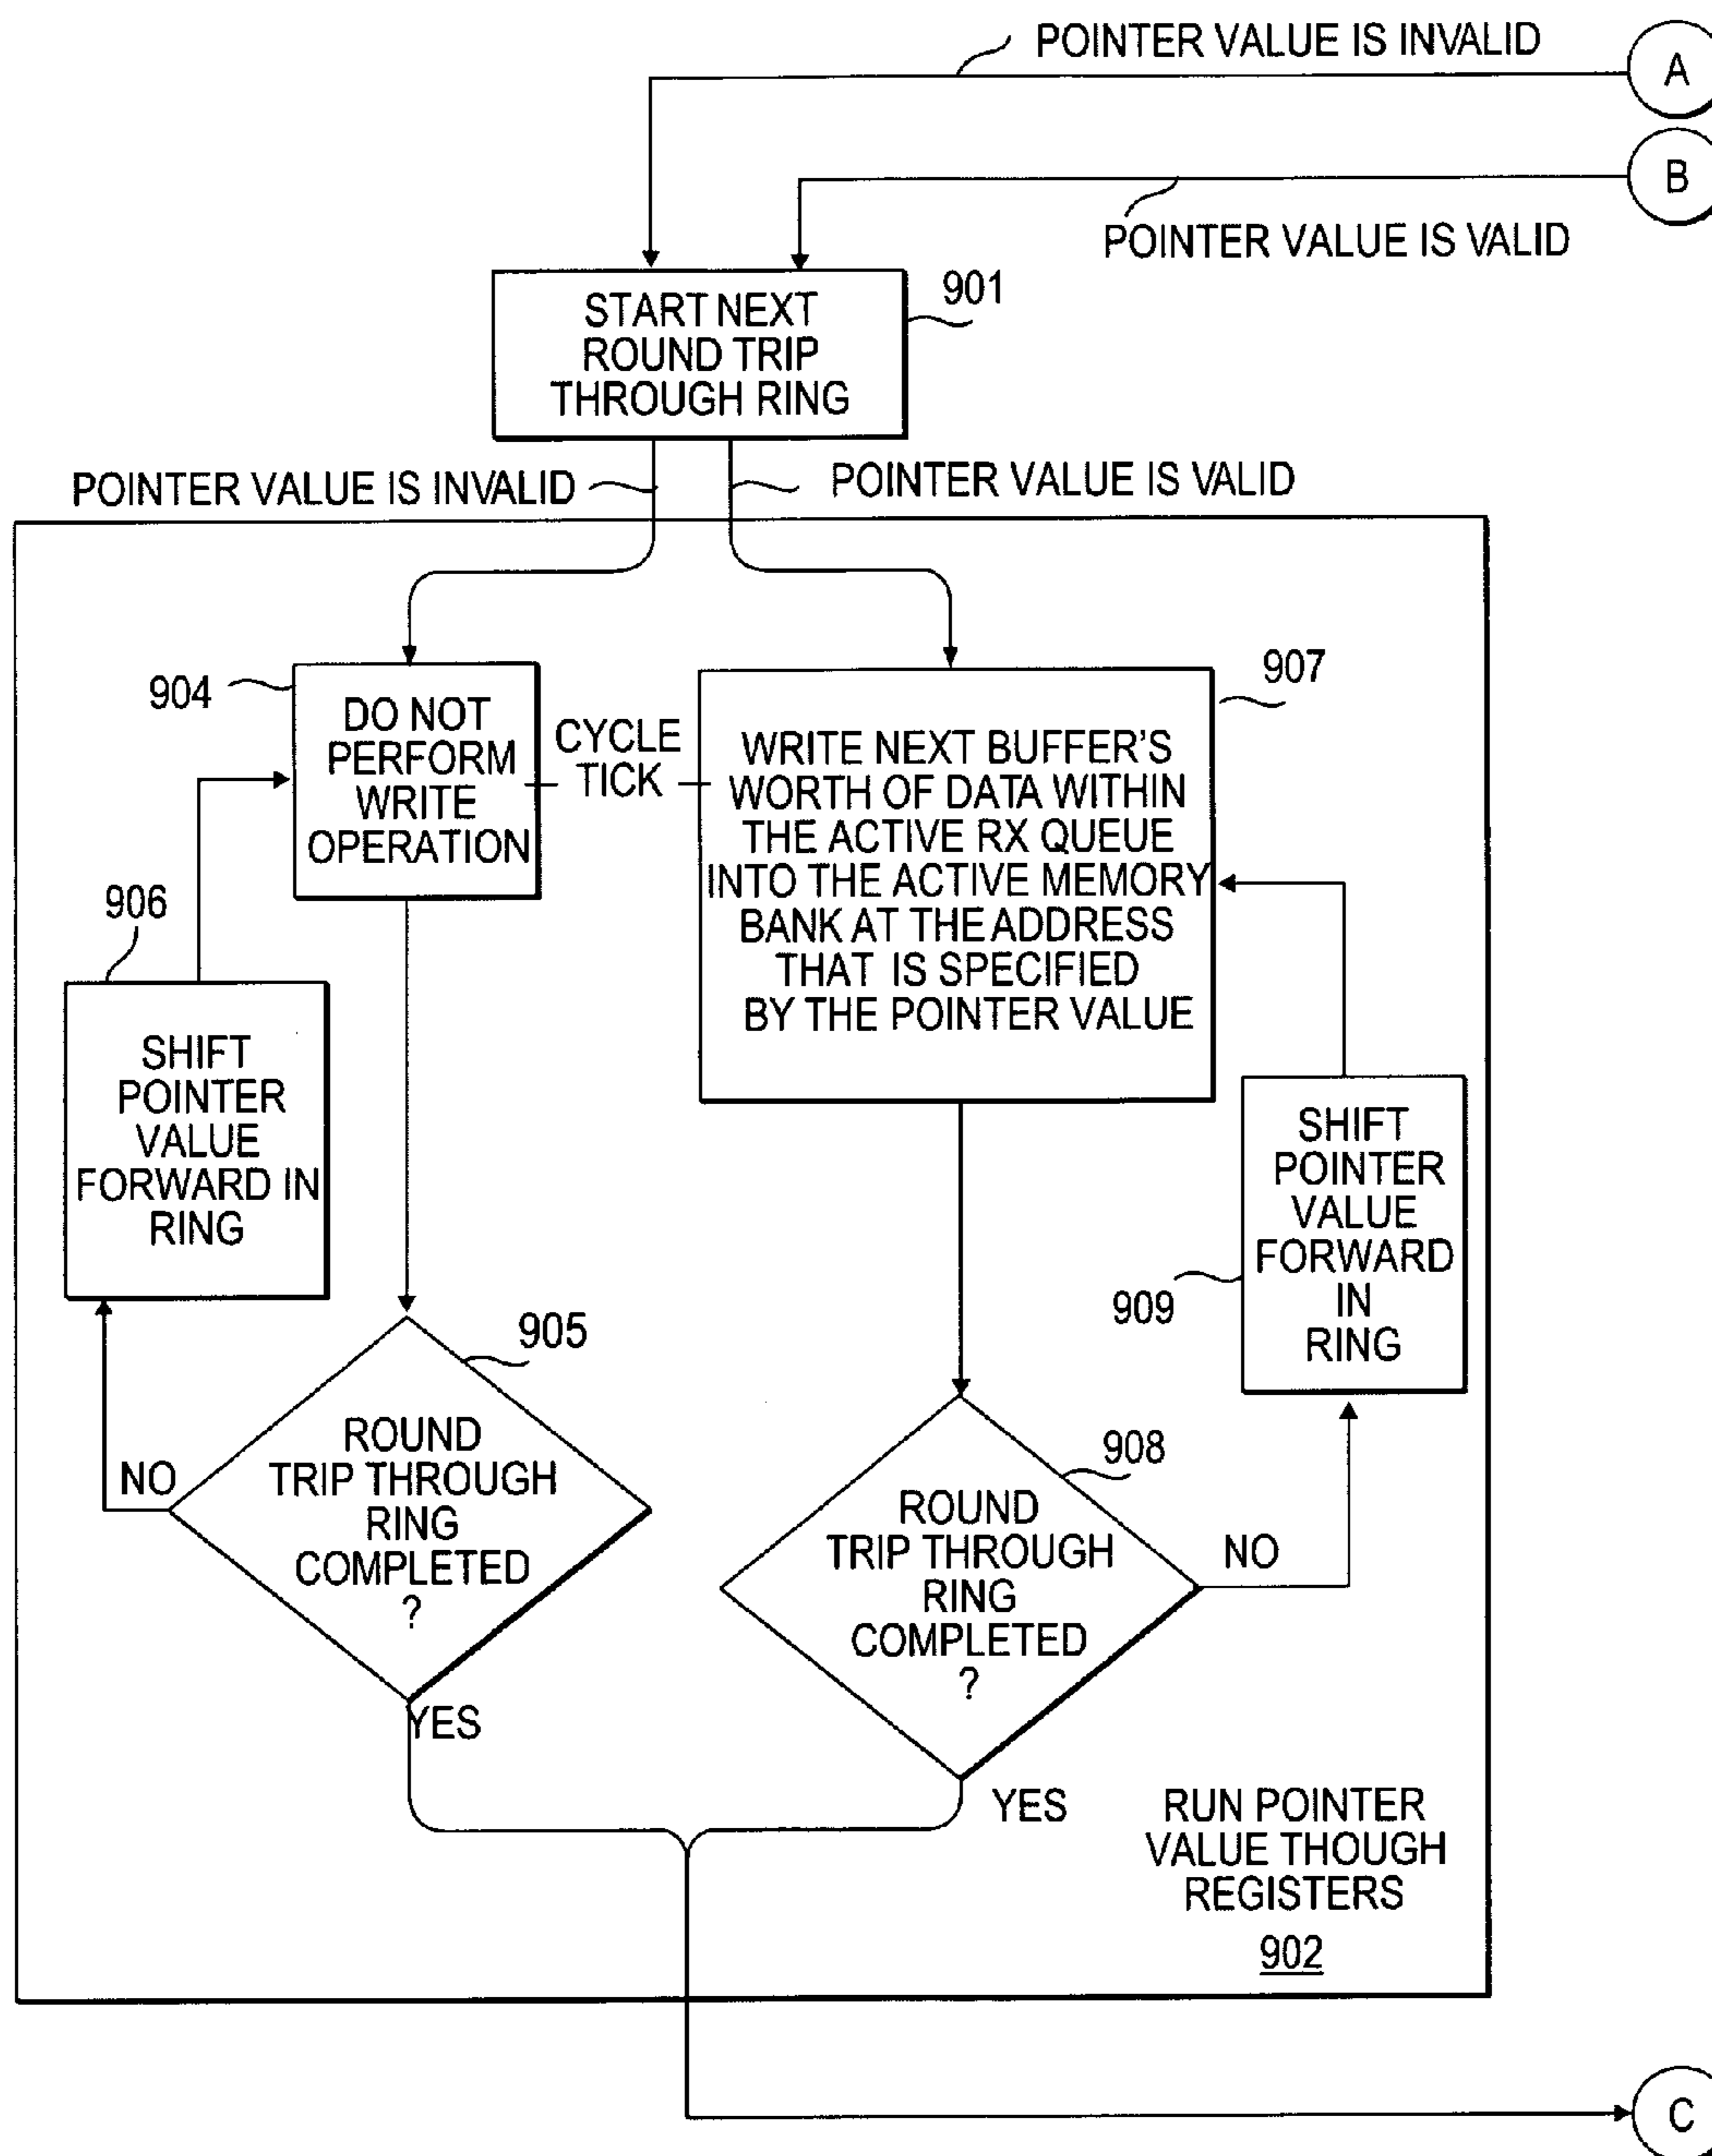 POINTER VALUE IS INVALID
A
B
POINTER VALUE IS VALID
901
START NEXT
ROUND TRIP
THROUGH RING
POINTER VALUE IS INVALID
POINTER VALUE IS VALID
904
DO NOT
PERFORM
WRITE
OPERATION
CYCLE
TICK
907
WRITE NEXT BUFFER'S
WORTH OF DATA WITHIN
THE ACTIVE RX QUEUE
INTO THE ACTIVE MEMORY
BANK AT THE ADDRESS
THAT IS SPECIFIED
BY THE POINTER VALUE
906
SHIFT
POINTER
VALUE
FORWARD IN
RING
909
SHIFT
POINTER
VALUE
FORWARD
IN
RING
905
ROUND
TRIP THROUGH
RING
COMPLETED
?
NO
YES
908
ROUND
TRIP THROUGH
RING
COMPLETED
?
NO
YES
RUN POINTER
VALUE THOUGH
REGISTERS
902
C